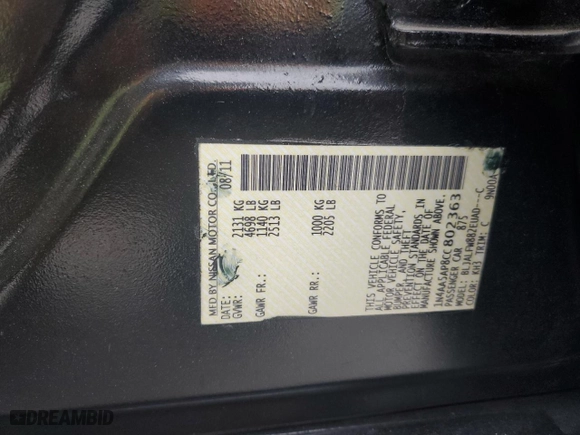 MFD BY NISSAN MOTOR CO., LTD.
DATE: 08/11
GVWR: 2131 KG
4698 LB
GAWR FR.: 1140 KG
2513 LB
GAWR RR.: 1000 KG
2205 LB
THIS VEHICLE CONFORMS TO
ALL APPLICABLE FEDERAL
MOTOR VEHICLE SAFETY,
BUMPER, AND THEFT
PREVENTION STANDARDS IN
EFFECT ON THE DATE OF
MANUFACTURE SHOWN ABOVE.
1N4AA5AP8CC802363
PASSENGER CAR 875
MODEL: BLJALFWBRZEUAD----C
COLOR: KH3 TRIM: C
9N00A
DREAMBID